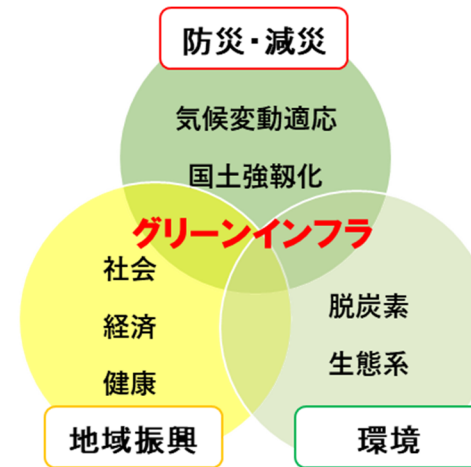 防災・減災
気候変動適応
国土強靱化
グリーンインフラ
社会
経済
健康
脱炭素
生態系
地域振興
環境